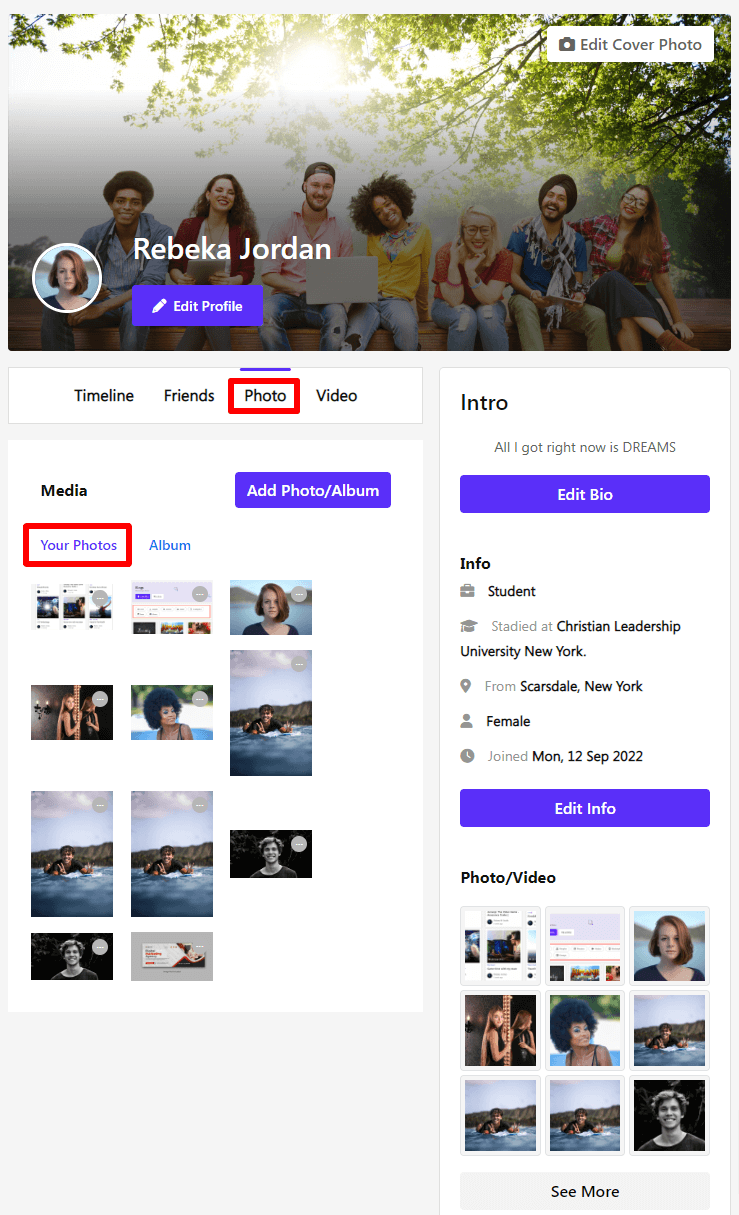 Edit Cover Photo
Rebeka Jordan
Edit Profile
Timeline Friends Photo Video
Media Add Photo/Album
Your Photos Album
Intro
All I got right now is DREAMS
Edit Bio
Info
Student
Stadied at Christian Leadership
University New York.
From Scarsdale, New York
Female
Joined Mon, 12 Sep 2022
Edit Info
Photo/Video
See More